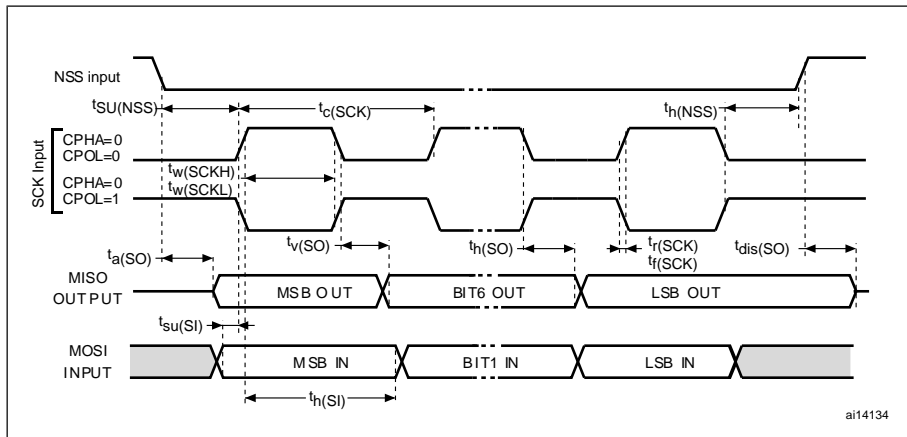 NSS input
tSU(NSS)
tc(SCK)
th(NSS)
SCK Input
CPHA=0
CPOL=0
CPHA=0
CPOL=1
tw(SCKH)
tw(SCKL)
ta(SO)
tv(SO)
th(SO)
tr(SCK)
tf(SCK)
tdis(SO)
MISO
OUTPUT
MSB OUT
BIT6 OUT
LSB OUT
tsu(SI)
MOSI
INPUT
MSB IN
BIT1 IN
LSB IN
th(SI)
ai14134